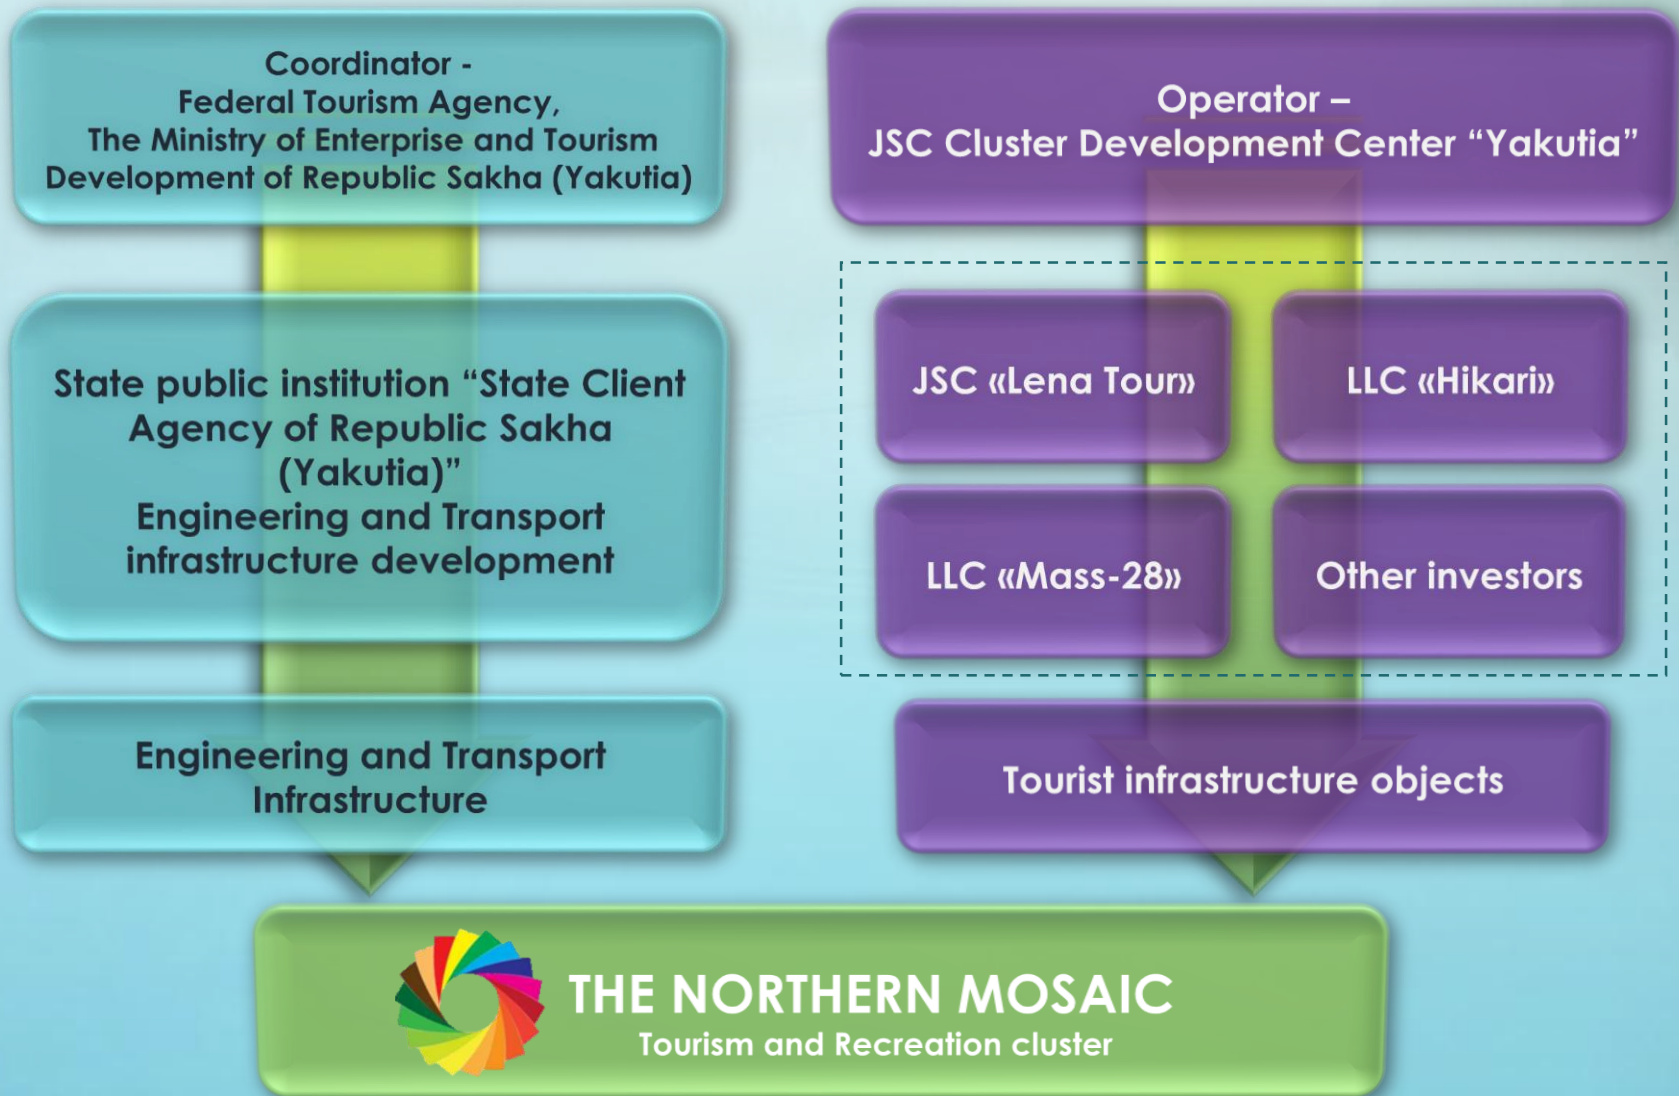 Coordinator -
Federal Tourism Agency,
The Ministry of Enterprise and Tourism
Development of Republic Sakha (Yakutia)
State public institution “State Client
Agency of Republic Sakha
(Yakutia)”
Engineering and Transport
infrastructure development
Engineering and Transport
Infrastructure
Operator –
JSC Cluster Development Center “Yakutia”
JSC «Lena Tour»
LLC «Hikari»
LLC «Mass-28»
Other investors
Tourist infrastructure objects
THE NORTHERN MOSAIC
Tourism and Recreation cluster